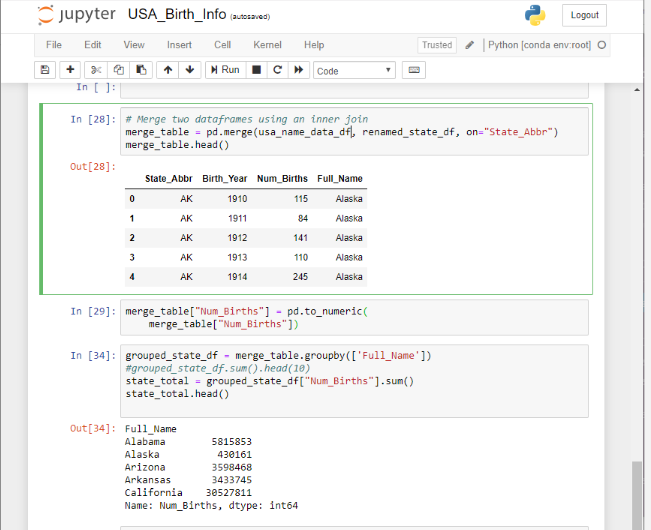 jupyter USA_Birth_Info (autosaved) Logout
File Edit View Insert Cell Kernel Help Trusted Python [conda env:root]
Run Code
In [ ]:
In [28]: # Merge two dataframes using an inner join
merge_table = pd.merge(usa_name_data_df, renamed_state_df, on="State_Abbr")
merge_table.head()
Out[28]:
State_Abbr Birth_Year Num_Births Full_Name
0 AK 1910 115 Alaska
1 AK 1911 84 Alaska
2 AK 1912 141 Alaska
3 AK 1913 110 Alaska
4 AK 1914 245 Alaska
In [29]: merge_table["Num_Births"] = pd.to_numeric(
merge_table["Num_Births"])
In [34]: grouped_state_df = merge_table.groupby(['Full_Name'])
#grouped_state_df.sum().head(10)
state_total = grouped_state_df["Num_Births"].sum()
state_total.head()
Out[34]: Full_Name
Alabama 5815853
Alaska 430161
Arizona 3598468
Arkansas 3433745
California 30527811
Name: Num_Births, dtype: int64